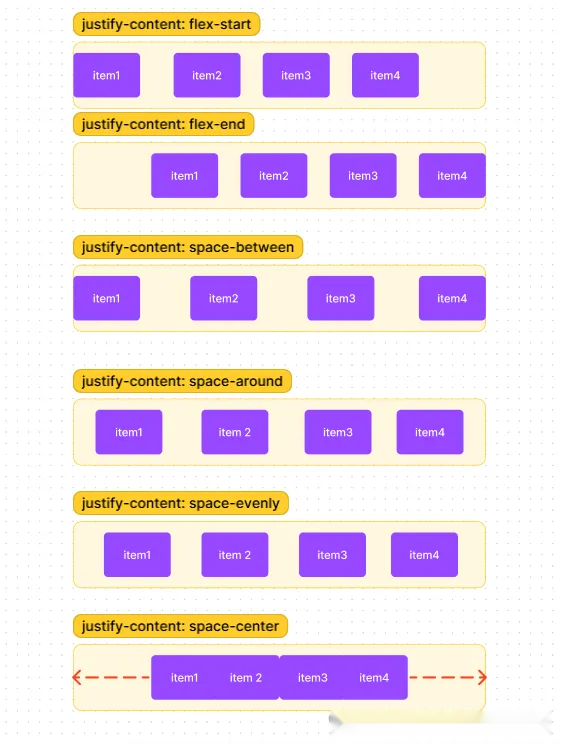 justify-content: flex-start
item1 item2 item3 item4
justify-content: flex-end
item1 item2 item3 item4
justify-content: space-between
item1 item2 item3 item4
justify-content: space-around
item1 item 2 item3 item4
justify-content: space-evenly
item1 item 2 item3 item4
justify-content: space-center
item1 item 2 item3 item4